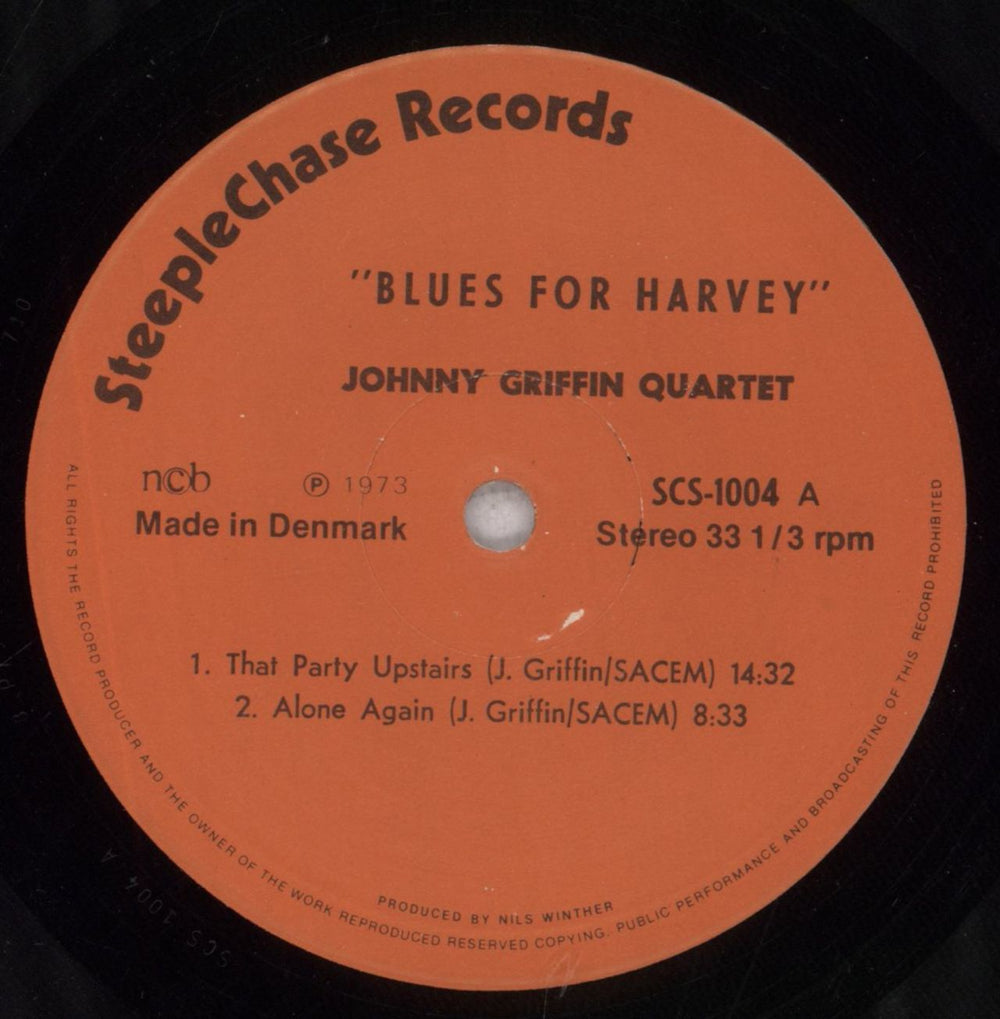 SteepleChase Records
"BLUES FOR HARVEY"
JOHNNY GRIFFIN QUARTET
ncb
℗ 1973
SCS-1004 A
Made in Denmark
Stereo 33 1/3 rpm
1. That Party Upstairs (J. Griffin/SACEM) 14:32
2. Alone Again (J. Griffin/SACEM) 8:33
PRODUCED BY NILS WINTHER
ALL RIGHTS THE RECORD PRODUCER AND THE OWNER OF THE WORK REPRODUCED RESERVED COPYING. PUBLIC PERFORMANCE AND BROADCASTING OF THIS RECORD PROHIBITED
SCS 1004 A